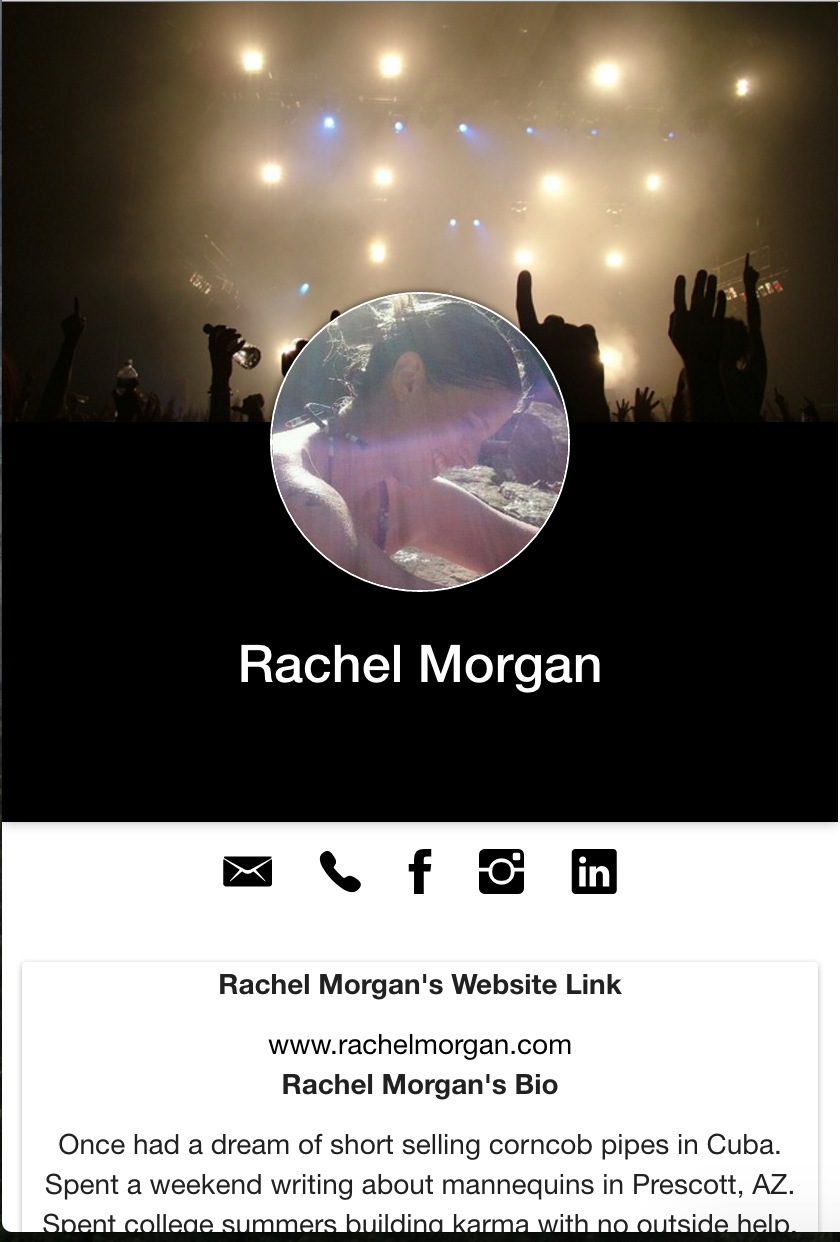 Rachel Morgan
in
Rachel Morgan's Website Link
www.rachelmorgan.com
Rachel Morgan's Bio
Once had a dream of short selling corncob pipes in Cuba.
Spent a weekend writing about mannequins in Prescott, AZ.
Spent college summers building karma with no outside help.